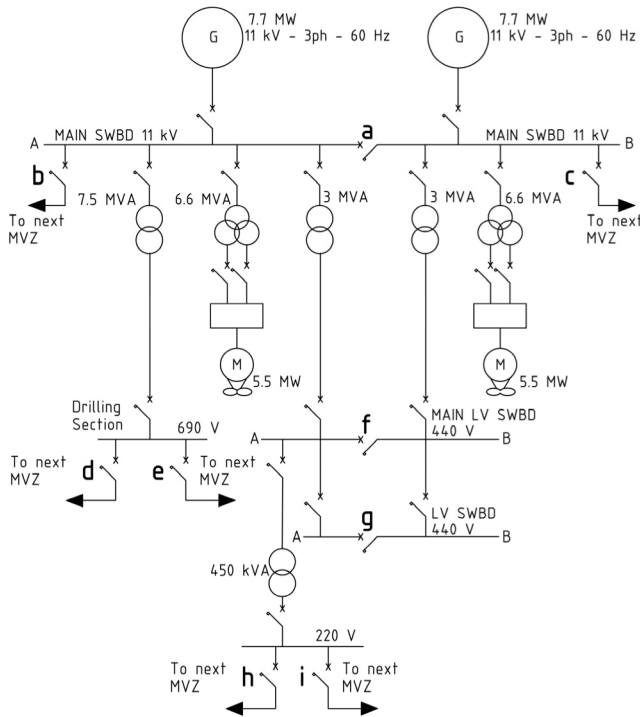 7.7 MW
11 kV - 3ph - 60 Hz
G
7.7 MW
11 kV - 3ph - 60 Hz
G
A
MAIN SWBD 11 kV
a
MAIN SWBD 11 kV
B
b
To next
MVZ
7.5 MVA
6.6 MVA
3 MVA
3 MVA
6.6 MVA
c
To next
MVZ
M
5.5 MW
M
5.5 MW
Drilling
Section
690 V
A
f
MAIN LV SWBD
440 V
B
To next
MVZ
d
e
To next
MVZ
A
g
LV SWBD
440 V
B
450 kVA
220 V
To next
MVZ
h
i
To next
MVZ